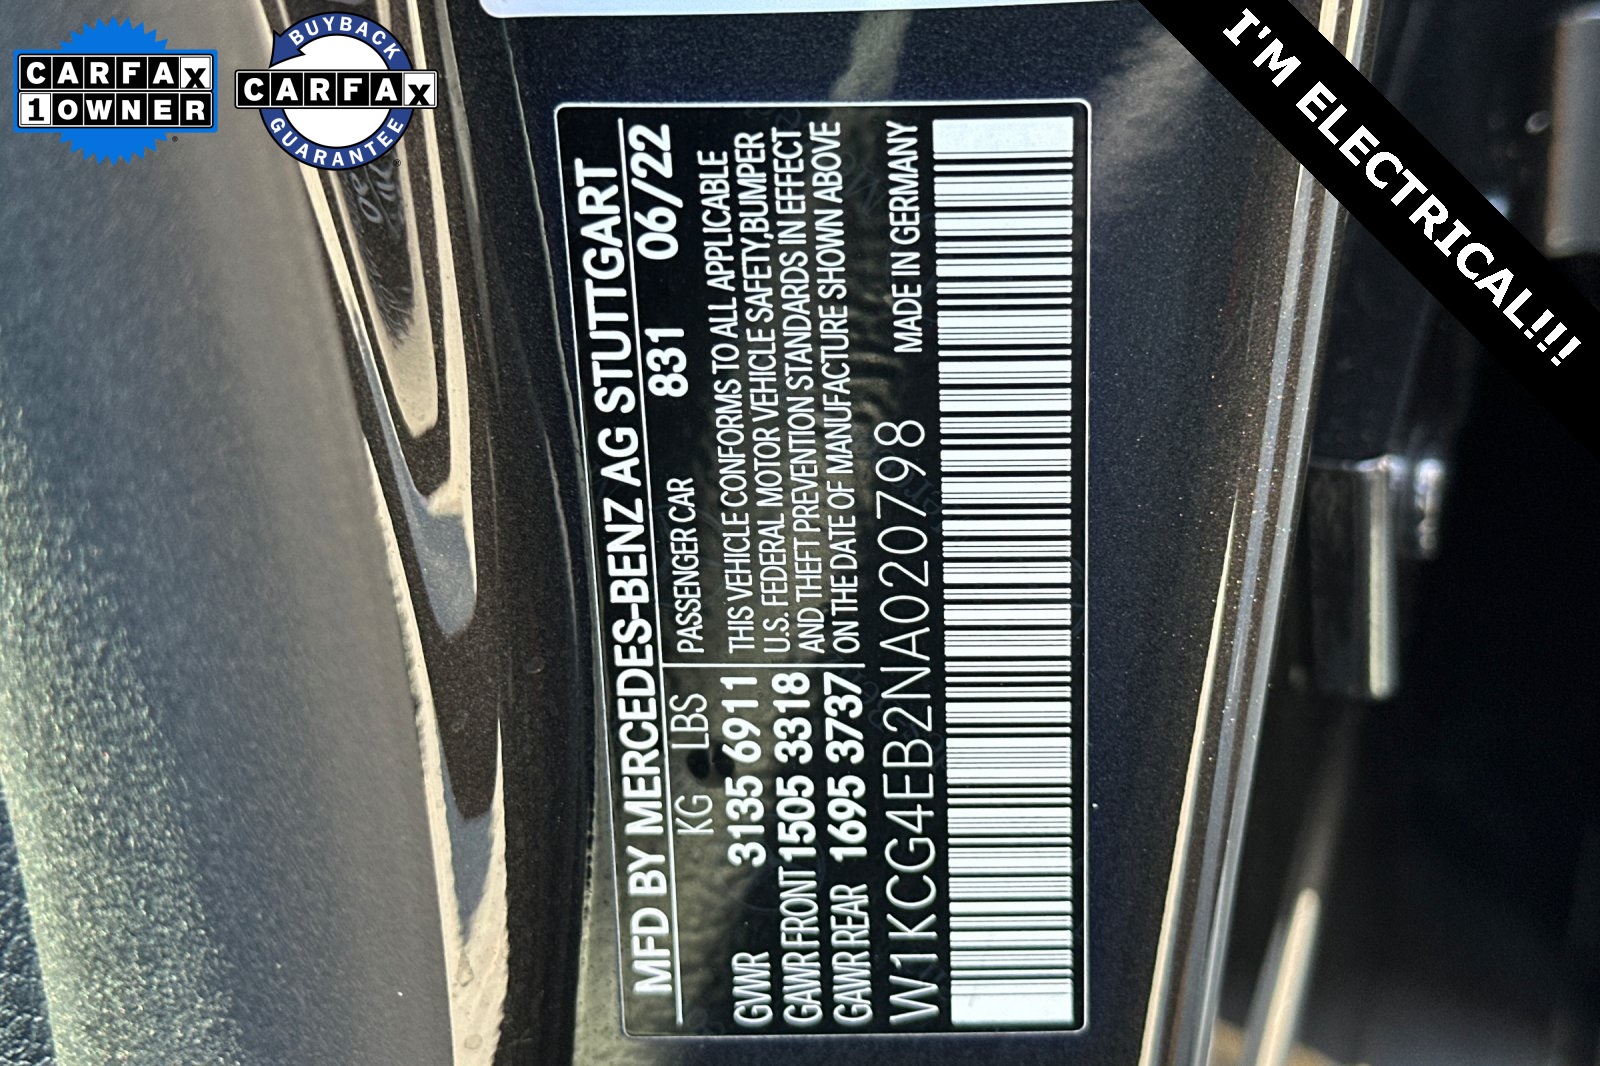 CARFAX
1 OWNER
BUYBACK
CARFAX
GUARANTEE
I'M ELECTRICAL!!!
MFD BY MERCEDES-BENZ AG STUTTGART
KG LBS PASSENGER CAR 831 06/22
GVWR 3135 6911 THIS VEHICLE CONFORMS TO ALL APPLICABLE
GAWR FRONT 1505 3318 U.S. FEDERAL MOTOR VEHICLE SAFETY,BUMPER
GAWR REAR 1695 3737 AND THEFT PREVENTION STANDARDS IN EFFECT
ON THE DATE OF MANUFACTURE SHOWN ABOVE
W1KCG4EB2NA020798 MADE IN GERMANY